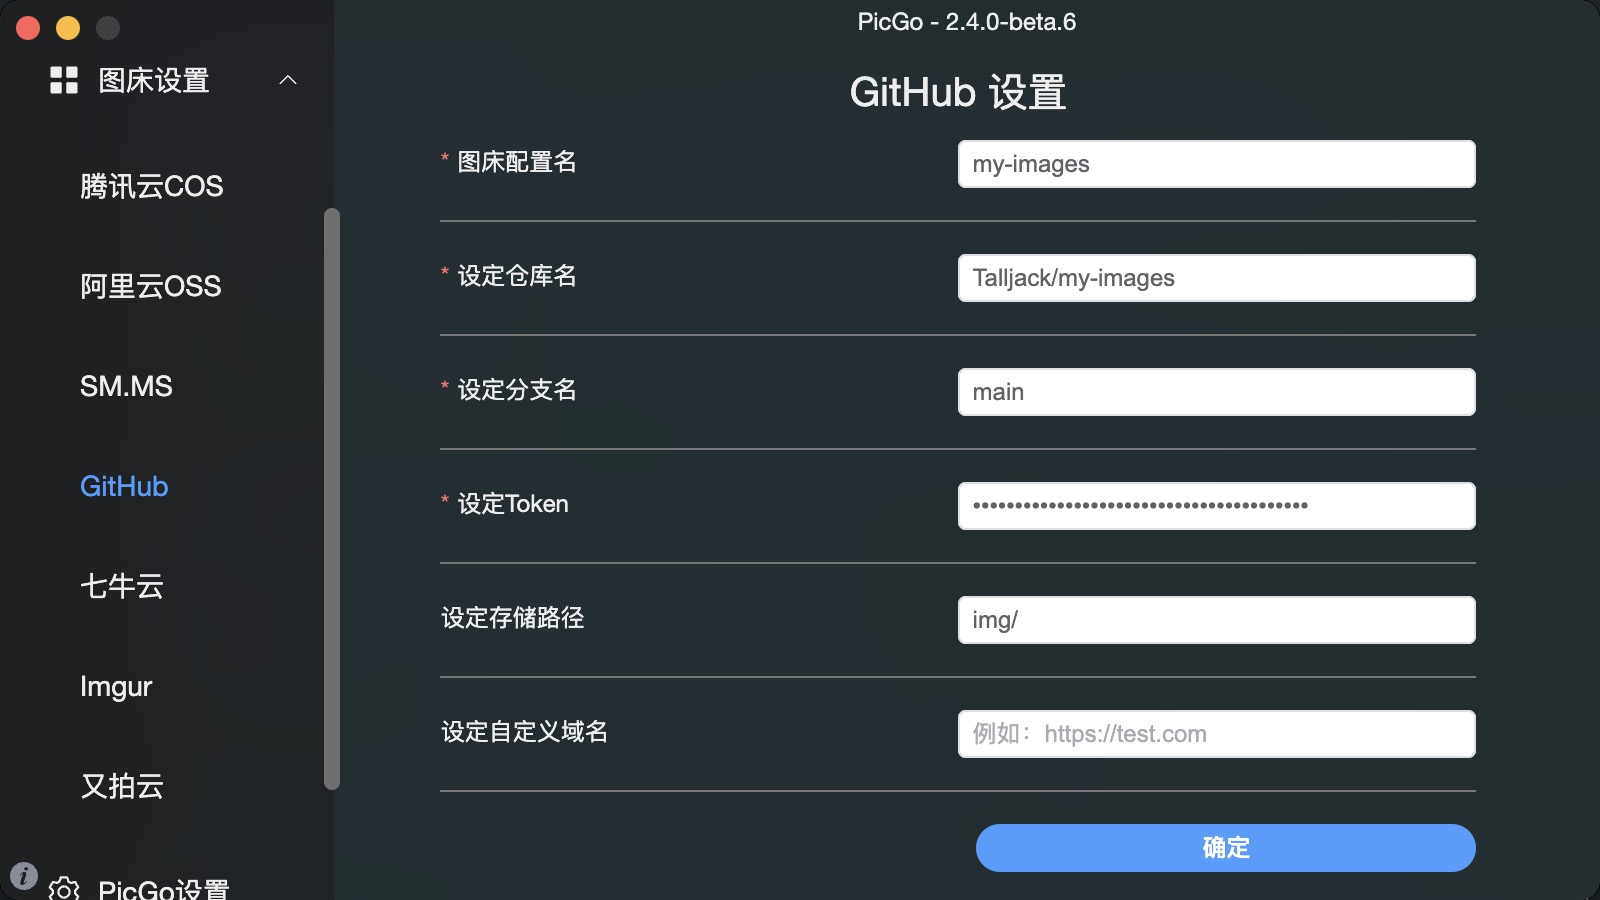 PicGo - 2.4.0-beta.6
图床设置
腾讯云COS
阿里云OSS
SM.MS
GitHub
七牛云
Imgur
又拍云
PicGo设置
GitHub 设置
* 图床配置名
my-images
* 设定仓库名
Talljack/my-images
* 设定分支名
main
* 设定Token
••••••••••••••••••••••••••••••••••••••••
设定存储路径
img/
设定自定义域名
例如：https://test.com
确定